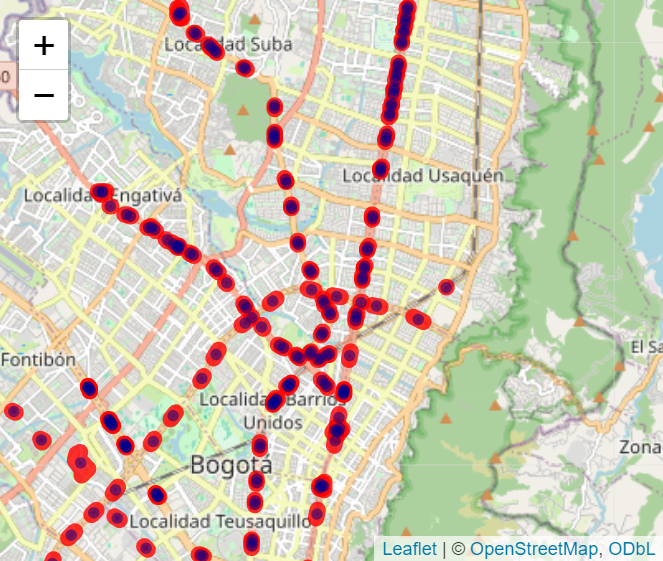 +
Localidad Suba
−
0
Localidad Usaquén
Localidad Engativá
El Sa
Fontibón
Localidad Barrios
Unidos
Zona
Bogotá
Localidad Teusaquillo
Leaflet | © OpenStreetMap, ODbL